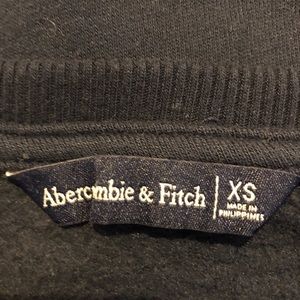 Abercrombie & Fitch
XS
MADE IN
PHILIPPINES